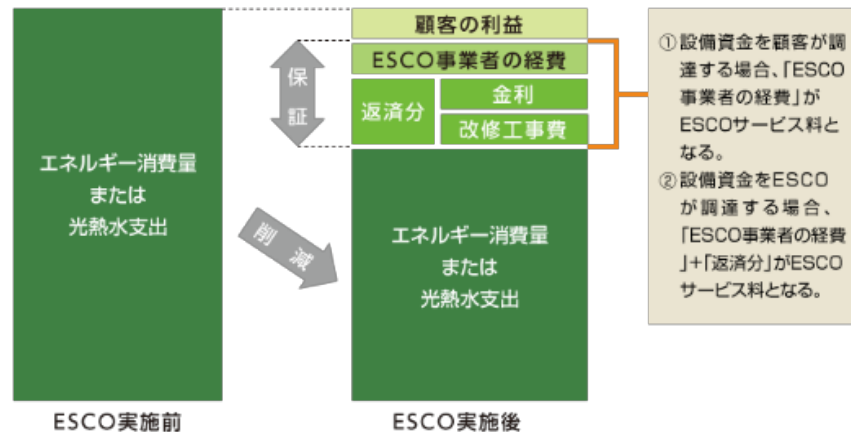 エネルギー消費量
または
光熱水支出
ESCO実施前
削減
保証
顧客の利益
ESCO事業者の経費
返済分
金利
改修工事費
エネルギー消費量
または
光熱水支出
ESCO実施後
①設備資金を顧客が調
達する場合、「ESCO
事業者の経費」が
ESCOサービス料と
なる。
②設備資金をESCO
が調達する場合、
「ESCO事業者の経費
」+「返済分」がESCO
サービス料となる。